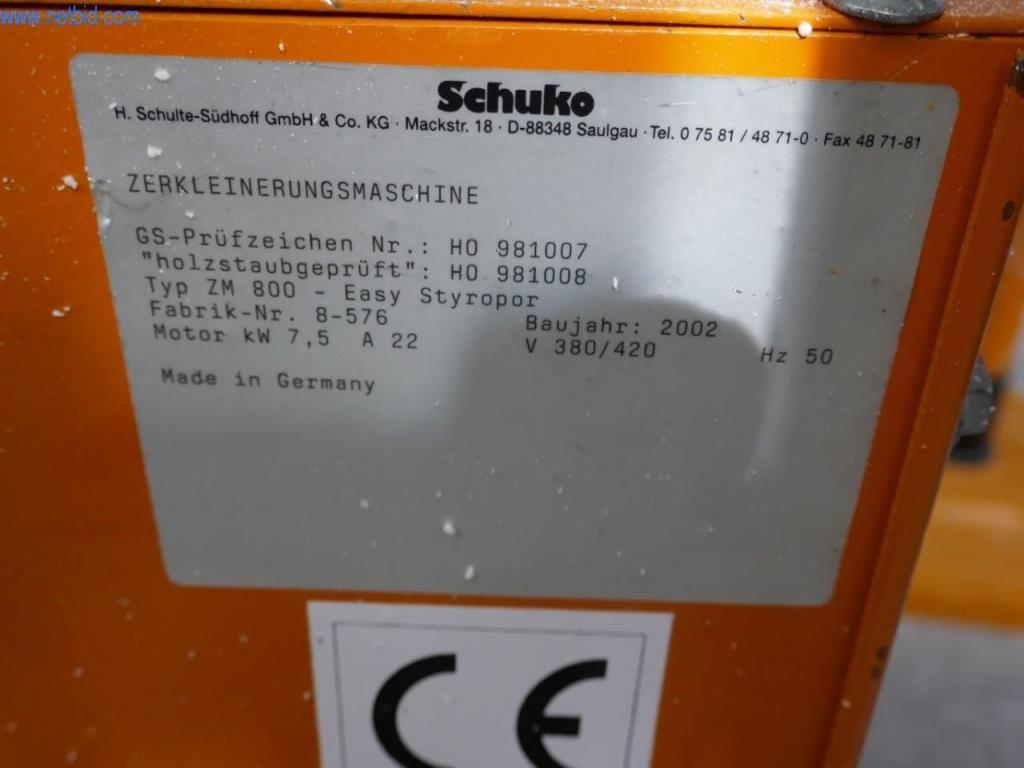 www.netbid.com
Schuko
H. Schulte-Südhoff GmbH & Co. KG · Mackstr. 18 · D-88348 Saulgau · Tel. 0 75 81 / 48 71-0 · Fax 48 71-81
ZERKLEINERUNGSMASCHINE
GS-Prüfzeichen Nr.: HO 981007
"holzstaubgeprüft": HO 981008
Typ ZM 800 - Easy Styropor
Fabrik-Nr. 8-576 Baujahr: 2002
Motor kW 7,5 A 22 V 380/420 Hz 50
Made in Germany
CE